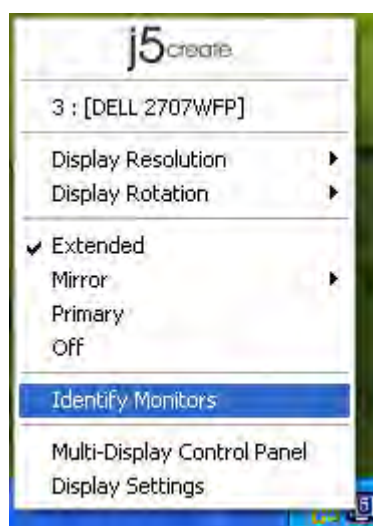 j5create
3 : [DELL 2707WFP]
Display Resolution
Display Rotation
Extended
Mirror
Primary
Off
Identify Monitors
Multi-Display Control Panel
Display Settings